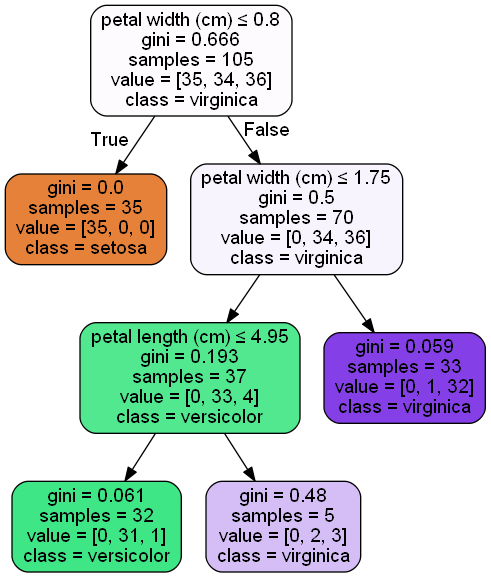 petal width (cm) ≤ 0.8
gini = 0.666
samples = 105
value = [35, 34, 36]
class = virginica
True
False
gini = 0.0
samples = 35
value = [35, 0, 0]
class = setosa
petal width (cm) ≤ 1.75
gini = 0.5
samples = 70
value = [0, 34, 36]
class = virginica
petal length (cm) ≤ 4.95
gini = 0.193
samples = 37
value = [0, 33, 4]
class = versicolor
gini = 0.059
samples = 33
value = [0, 1, 32]
class = virginica
gini = 0.061
samples = 32
value = [0, 31, 1]
class = versicolor
gini = 0.48
samples = 5
value = [0, 2, 3]
class = virginica